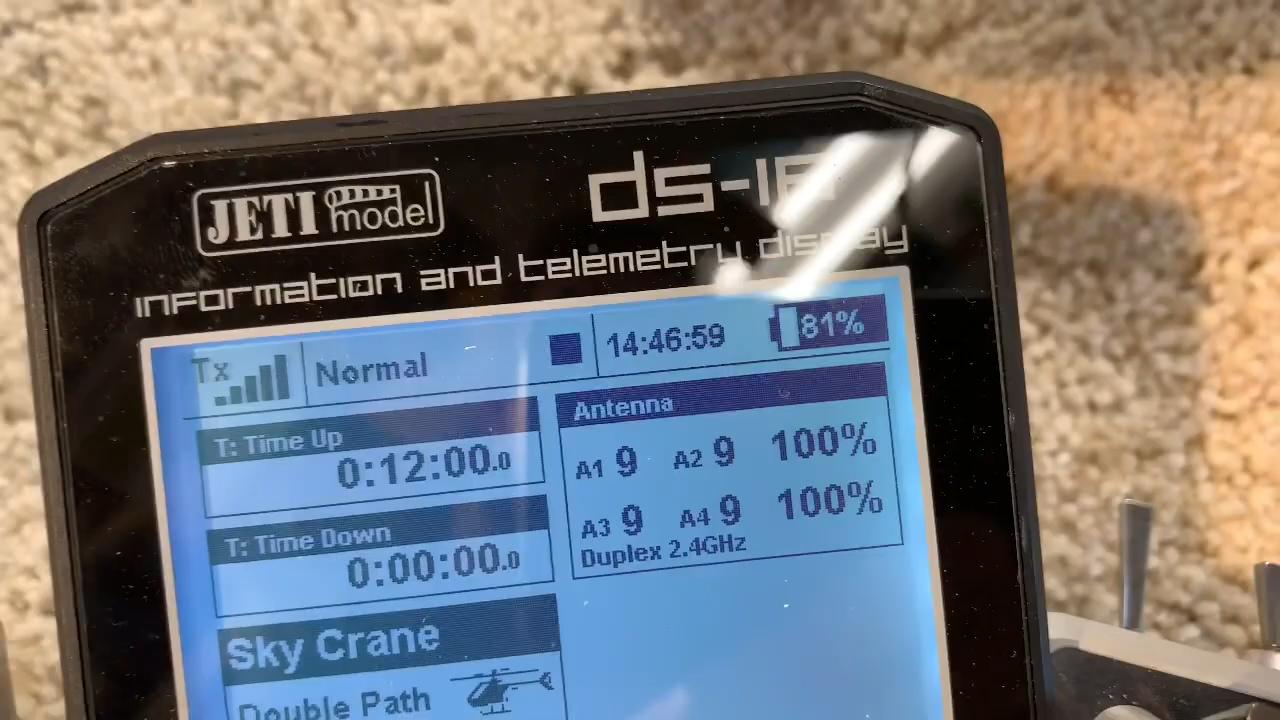 JETI model
ds-16
information and telemetry display
Tx Normal 14:46:59 81%
T: Time Up
0:12:00.0
T: Time Down
0:00:00.0
Sky Crane
Double Path
Antenna
A1 9 A2 9 100%
A3 9 A4 9 100%
Duplex 2.4GHz